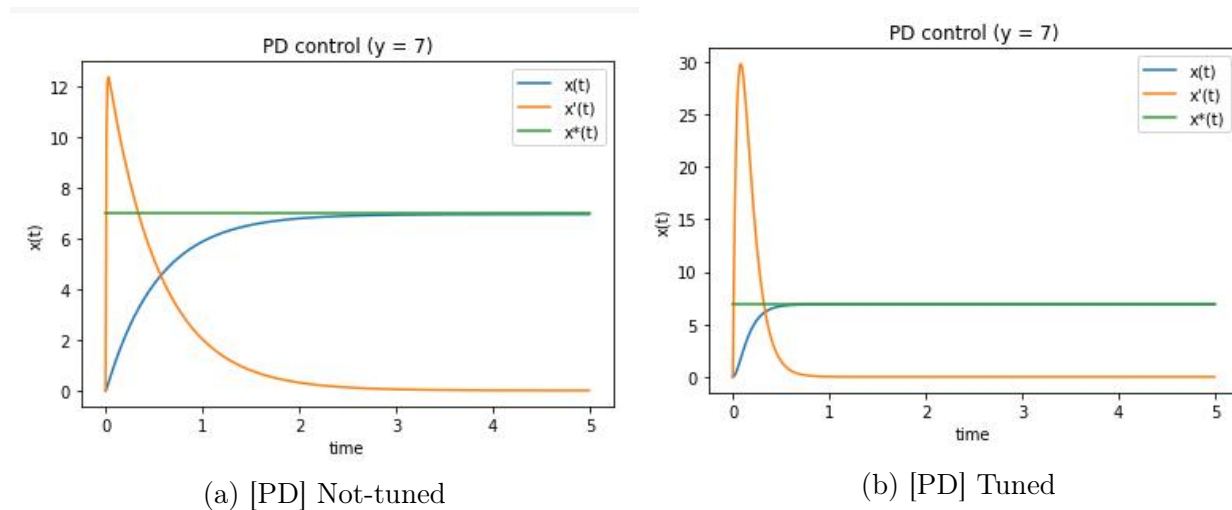 PD control (y = 7)
x(t)
x'(t)
x*(t)
12
10
8
6
4
2
0
x(t)
0 1 2 3 4 5
time
(a) [PD] Not-tuned
PD control (y = 7)
x(t)
x'(t)
x*(t)
30
25
20
15
10
5
0
x(t)
0 1 2 3 4 5
time
(b) [PD] Tuned